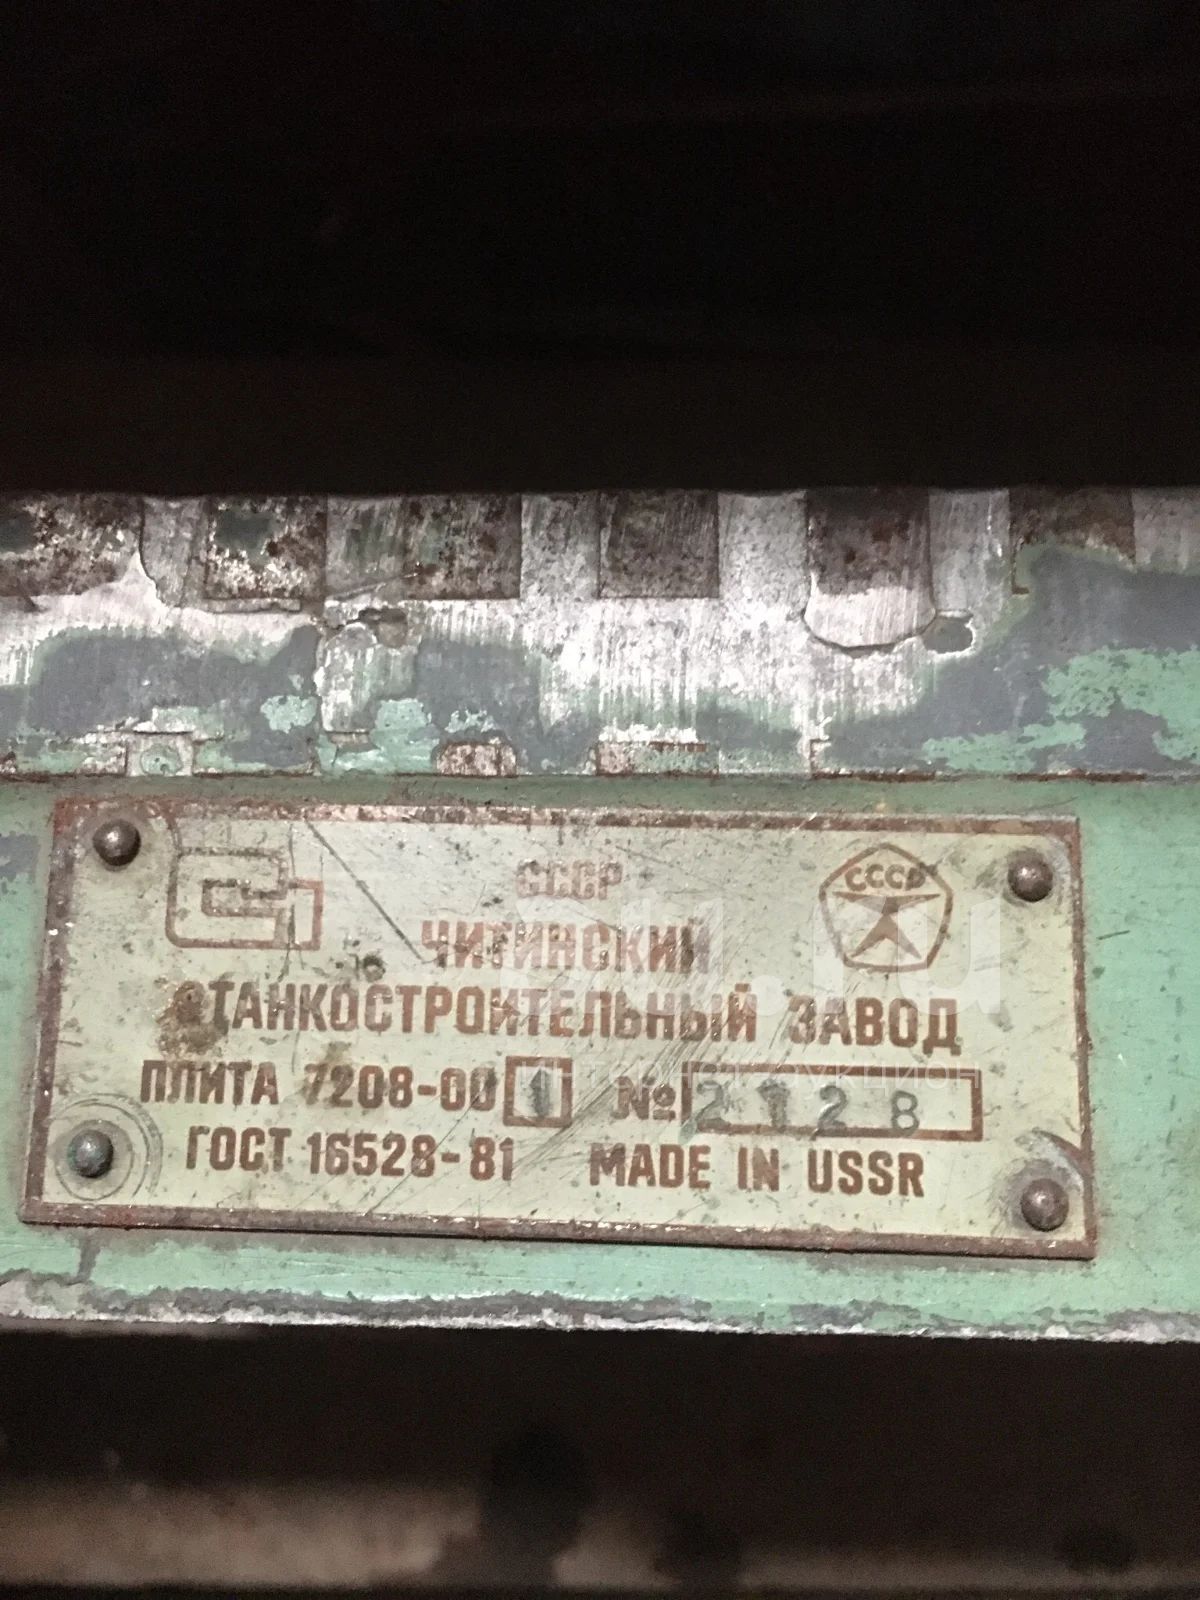 СССР
СССР
ЧИТИНСКИЙ
СТАНКОСТРОИТЕЛЬНЫЙ ЗАВОД
ПЛИТА 7208-00 1 № 2128
ГОСТ 16528-81 MADE IN USSR